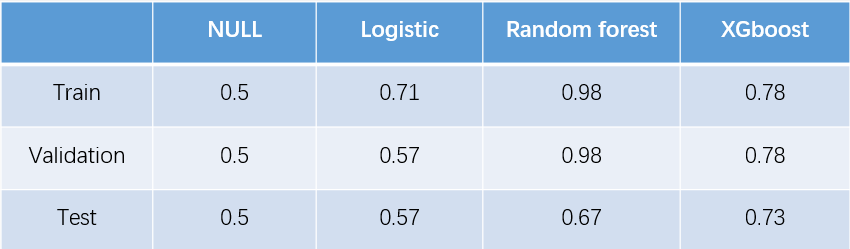 NULL Logistic Random forest XGboost
Train 0.5 0.71 0.98 0.78
Validation 0.5 0.57 0.98 0.78
Test 0.5 0.57 0.67 0.73